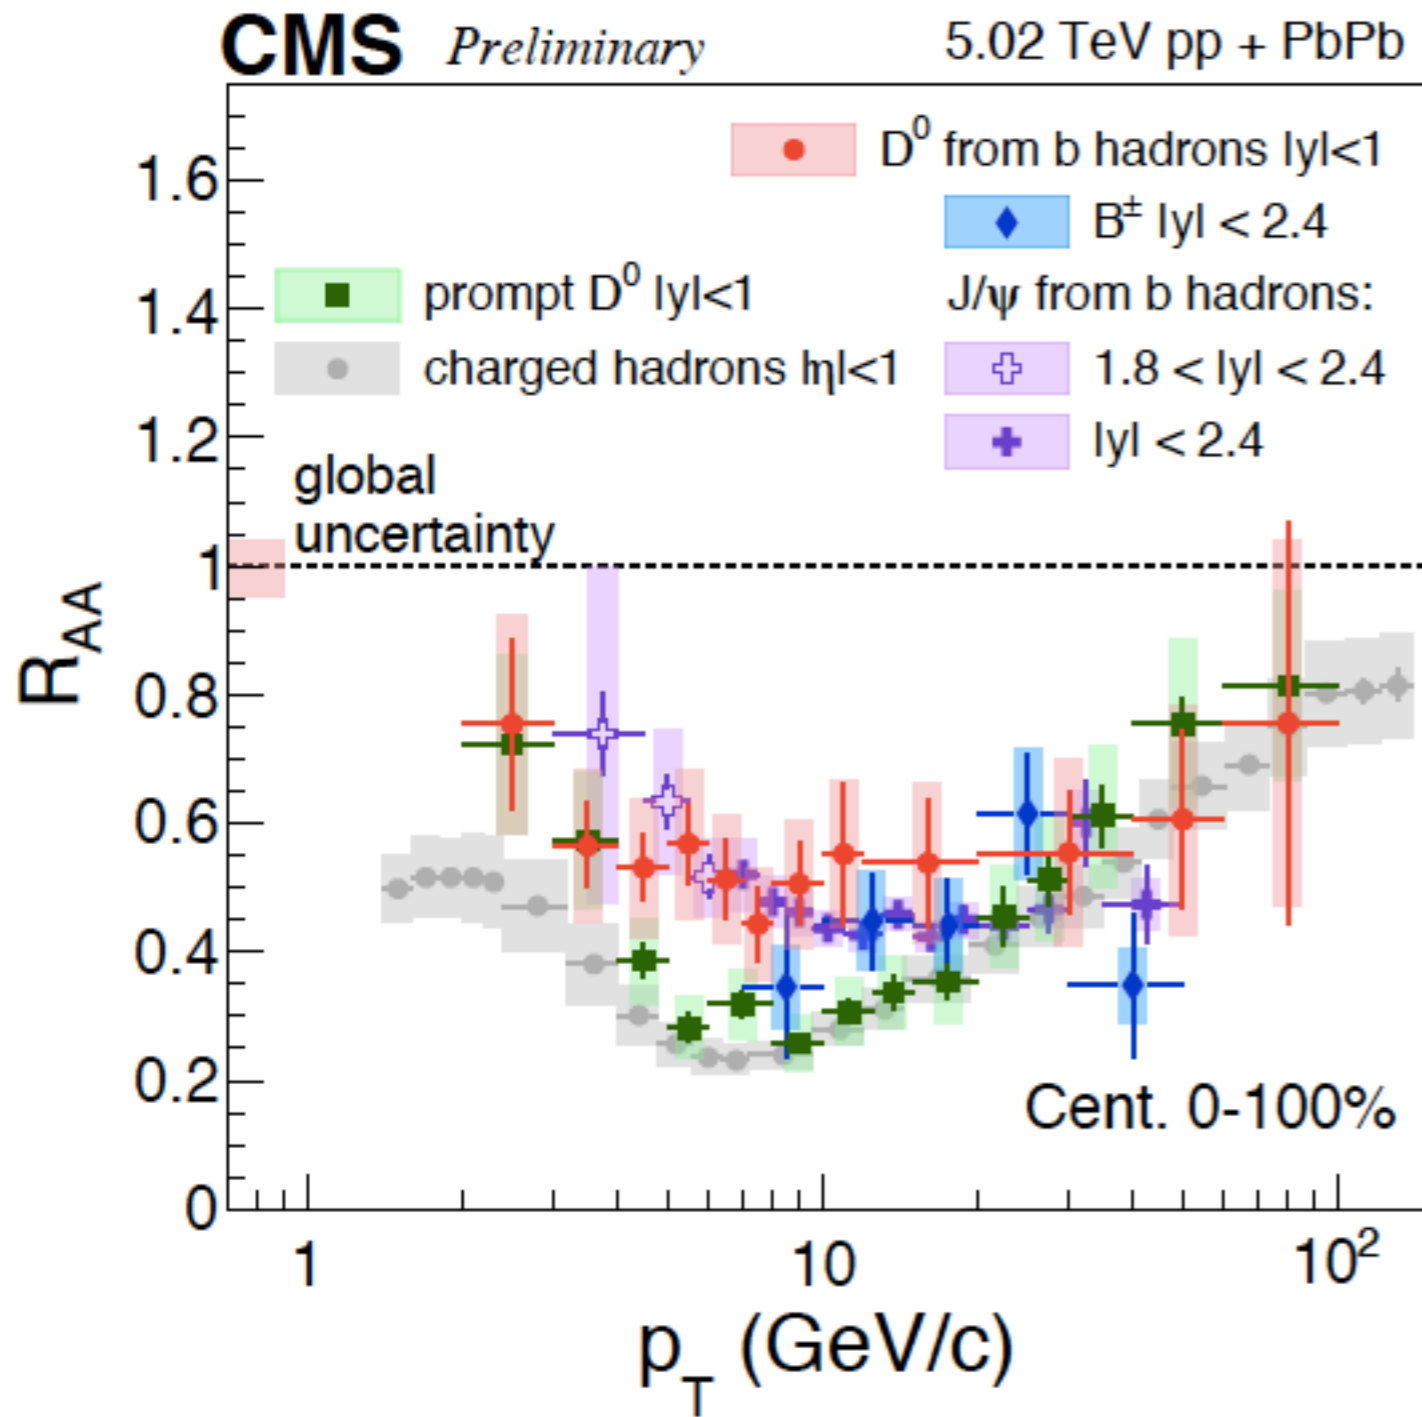 CMS Preliminary 5.02 TeV pp + PbPb
D⁰ from b hadrons |y|<1
B± |y| < 2.4
prompt D⁰ |y|<1
J/ψ from b hadrons:
charged hadrons |η|<1
1.8 < |y| < 2.4
|y| < 2.4
global
uncertainty
R_AA
1.6
1.4
1.2
1
0.8
0.6
0.4
0.2
0
Cent. 0-100%
1 10 10²
p_T (GeV/c)